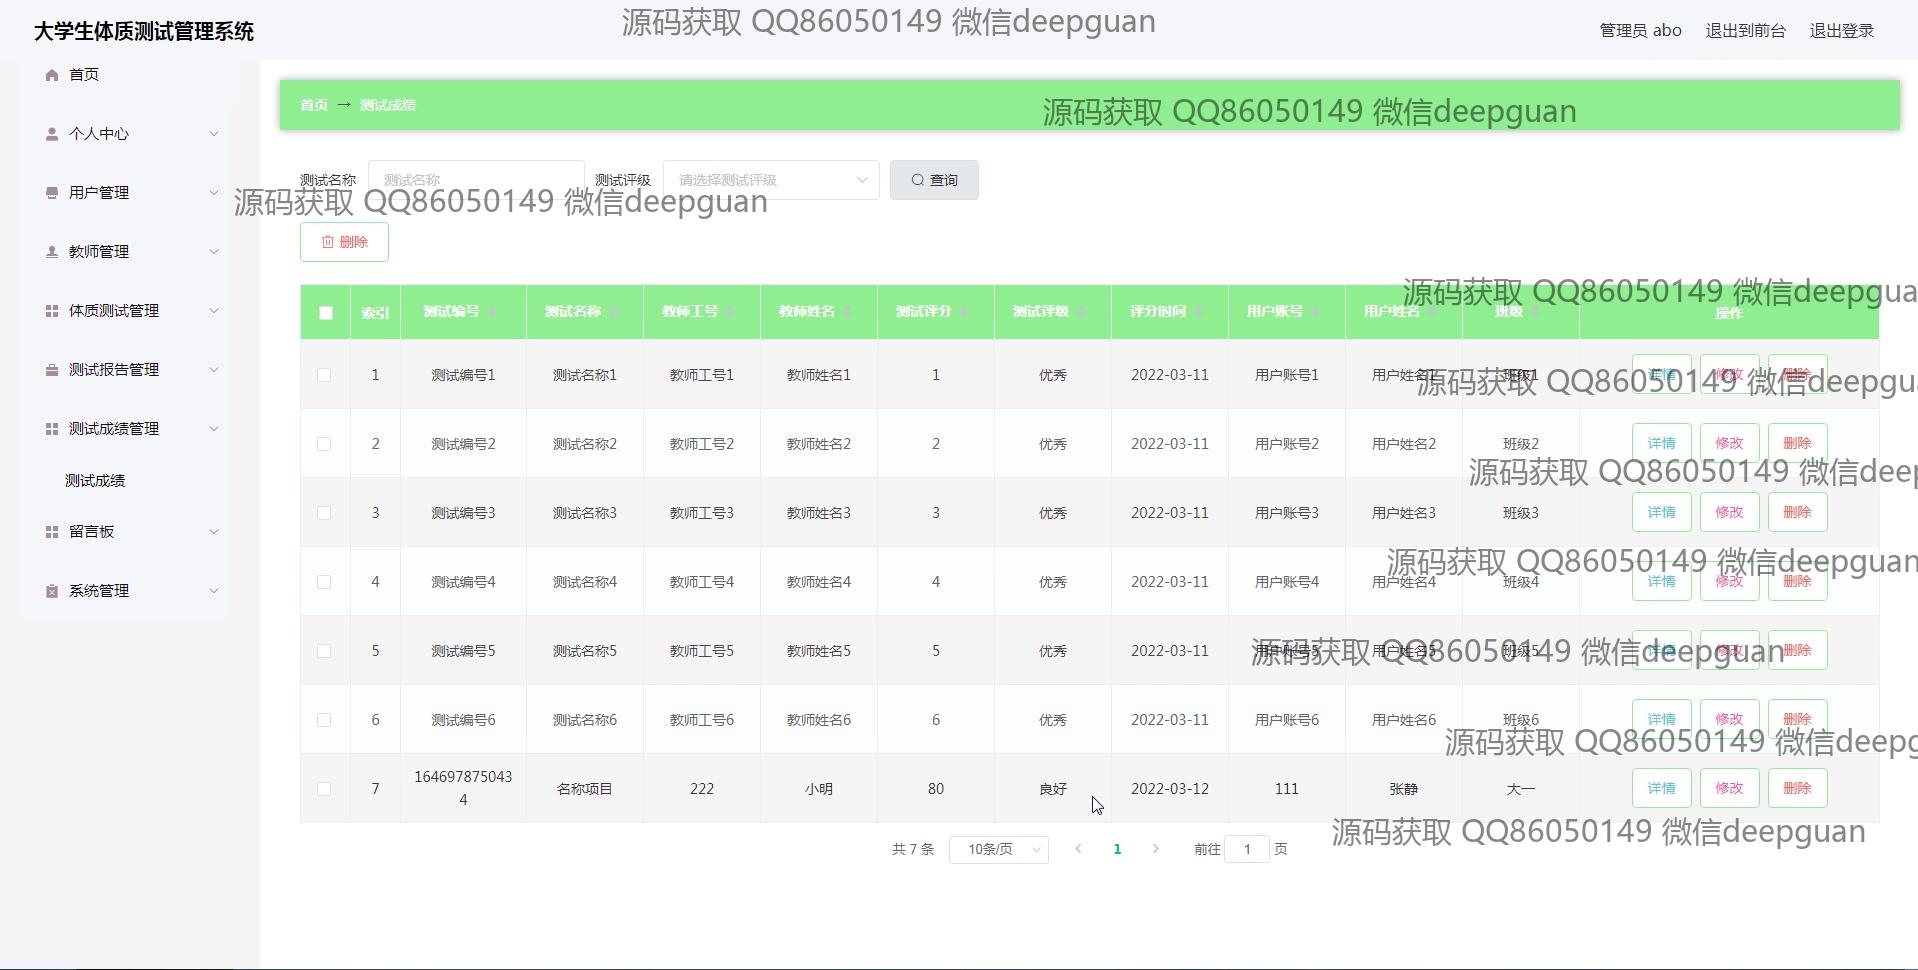 大学生体质测试管理系统
源码获取 QQ86050149 微信deepguan
管理员 abo 退出到前台 退出登录
首页
个人中心
用户管理
教师管理
体质测试管理
测试报告管理
测试成绩管理
测试成绩
留言板
系统管理
首页 → 测试成绩
源码获取 QQ86050149 微信deepguan
测试名称 测试名称 测试评级 请选择测试评级 查询
源码获取 QQ86050149 微信deepguan
删除
源码获取 QQ86050149 微信deepgua
索引 测试编号 测试名称 教师工号 教师姓名 测试评分 测试评级 评分时间 用户账号 用户姓名 班级 操作
1 测试编号1 测试名称1 教师工号1 教师姓名1 1 优秀 2022-03-11 用户账号1 用户姓名1 班级1 详情 修改 删除
源码获取 QQ86050149 微信deepgu
2 测试编号2 测试名称2 教师工号2 教师姓名2 2 优秀 2022-03-11 用户账号2 用户姓名2 班级2 详情 修改 删除
源码获取 QQ86050149 微信deep
3 测试编号3 测试名称3 教师工号3 教师姓名3 3 优秀 2022-03-11 用户账号3 用户姓名3 班级3 详情 修改 删除
源码获取 QQ86050149 微信deepguan
4 测试编号4 测试名称4 教师工号4 教师姓名4 4 优秀 2022-03-11 用户账号4 用户姓名4 班级4 详情 修改 删除
5 测试编号5 测试名称5 教师工号5 教师姓名5 5 优秀 2022-03-11 用户账号5 用户姓名5 班级5 详情 修改 删除
源码获取 QQ86050149 微信deepguan
6 测试编号6 测试名称6 教师工号6 教师姓名6 6 优秀 2022-03-11 用户账号6 用户姓名6 班级6 详情 修改 删除
源码获取 QQ86050149 微信deepg
7 164697875043
4 名称项目 222 小明 80 良好 2022-03-12 111 张静 大一 详情 修改 删除
源码获取 QQ86050149 微信deepguan
共 7 条 10条/页 1 前往 1 页